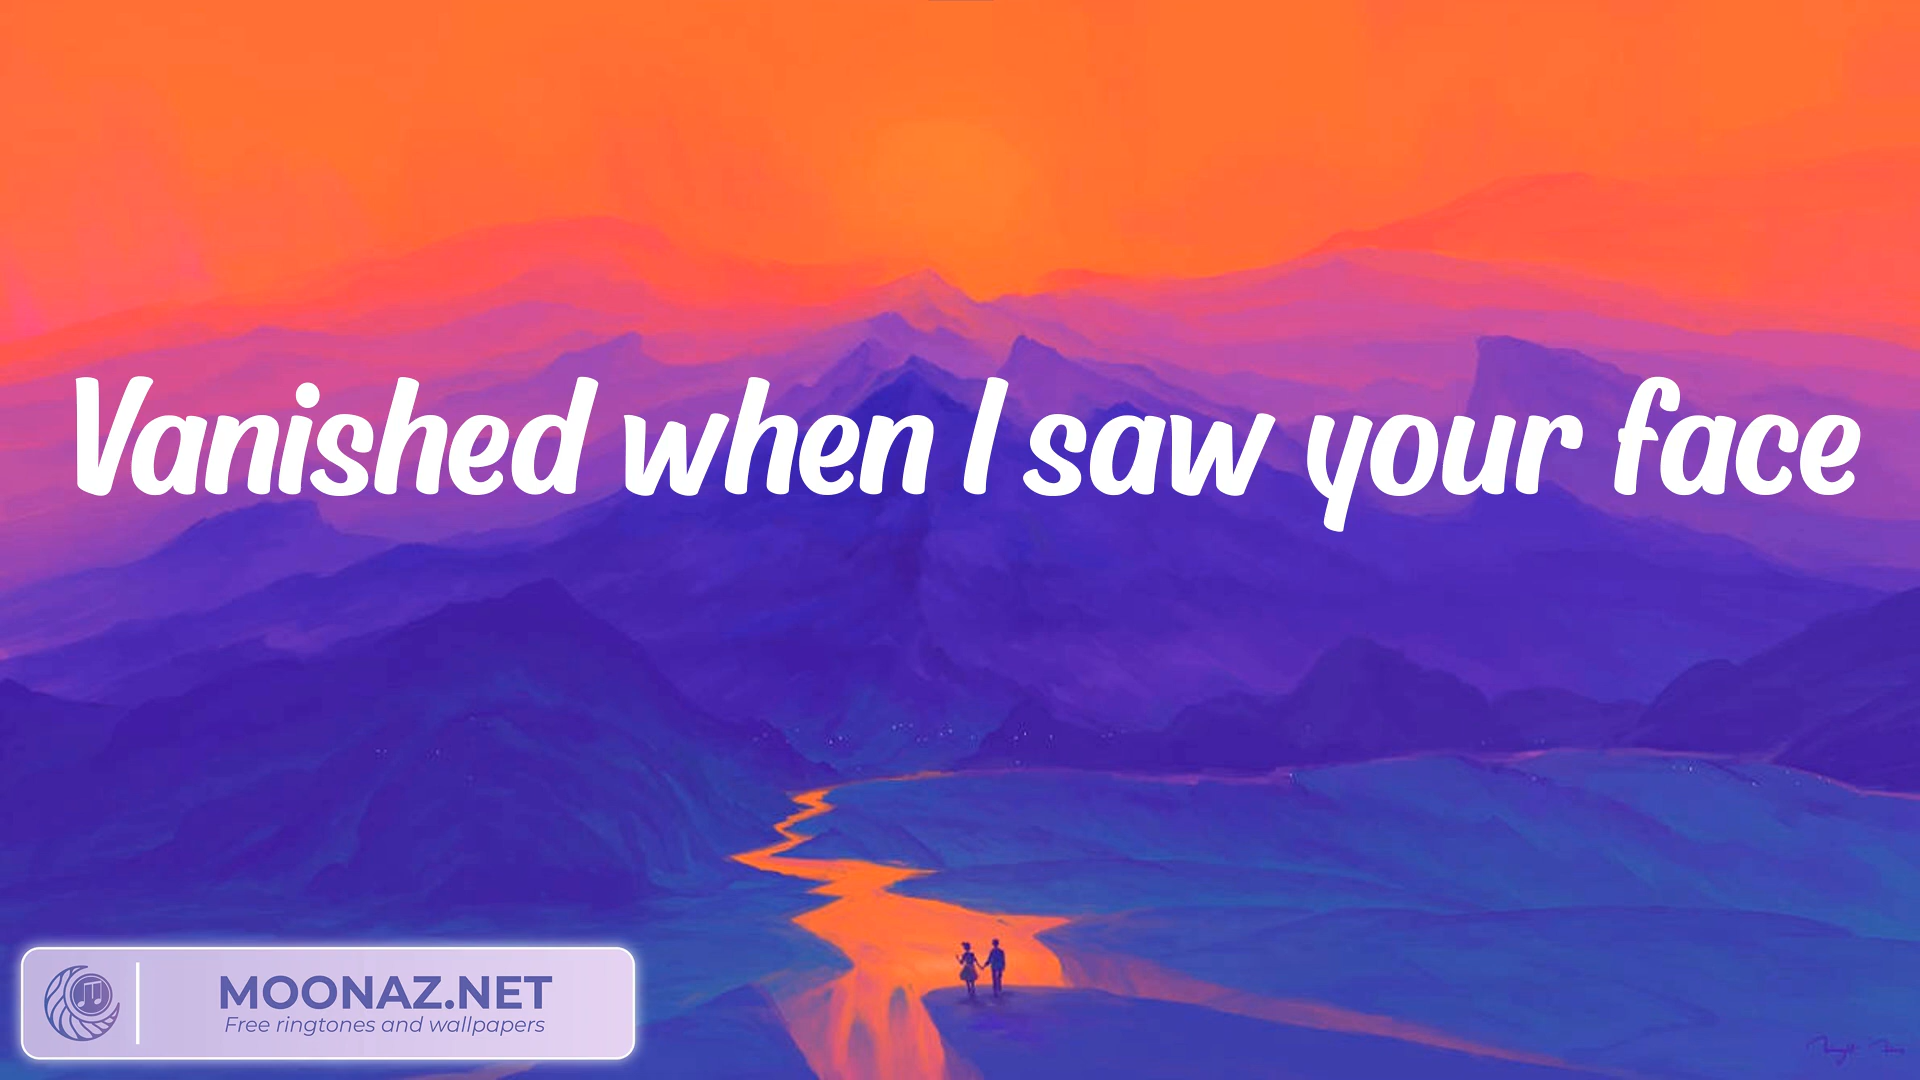 Vanished when I saw your face
MOONAZ.NET
Free ringtones and wallpapers